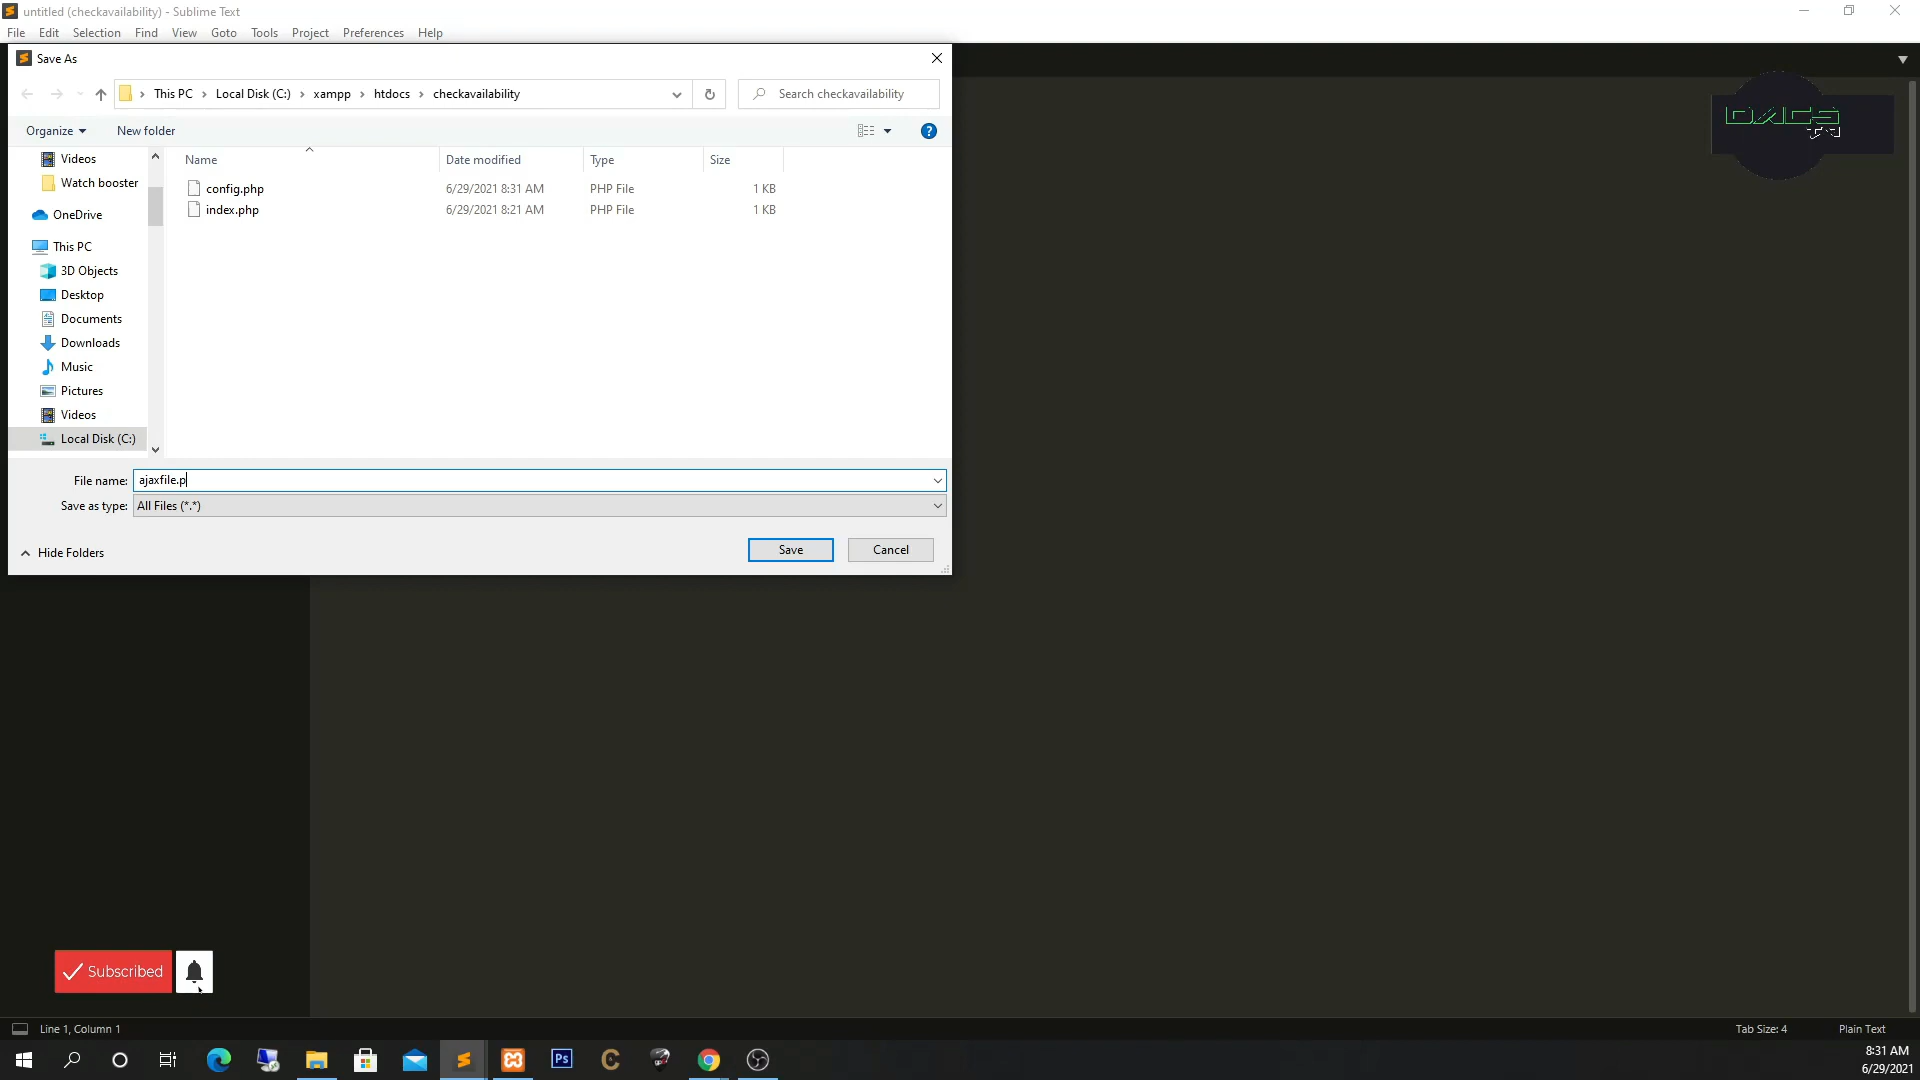 untitled (checkavailability) - Sublime Text
File Edit Selection Find View Goto Tools Project Preferences Help
Save As
This PC > Local Disk (C:) > xampp > htdocs > checkavailability
Search checkavailability
Organize New folder
?
Name Date modified Type Size
config.php 6/29/2021 8:31 AM PHP File 1 KB
index.php 6/29/2021 8:21 AM PHP File 1 KB
Videos
Watch booster
OneDrive
This PC
3D Objects
Desktop
Documents
Downloads
Music
Pictures
Videos
Local Disk (C:)
File name: ajaxfile.p
Save as type: All Files (*.*)
Hide Folders
Save Cancel
Subscribed
Line 1, Column 1
Tab Size: 4 Plain Text
Ps
8:31 AM
6/29/2021